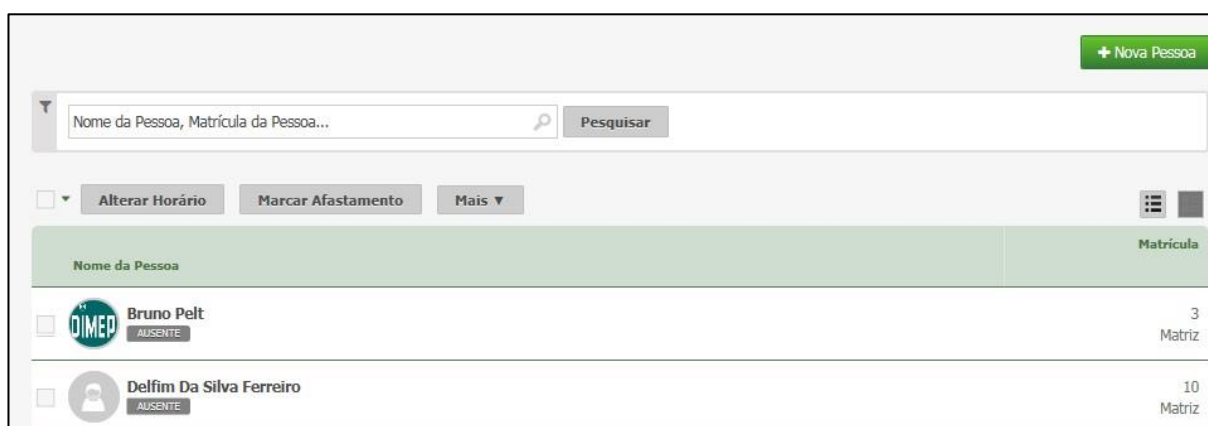 + Nova Pessoa
Nome da Pessoa, Matrícula da Pessoa...
Pesquisar
Alterar Horário Marcar Afastamento Mais ▼
Matrícula
Nome da Pessoa
DIMEP
Bruno Pelt
AUSENTE
3
Matriz
Delfim Da Silva Ferreiro
AUSENTE
10
Matriz